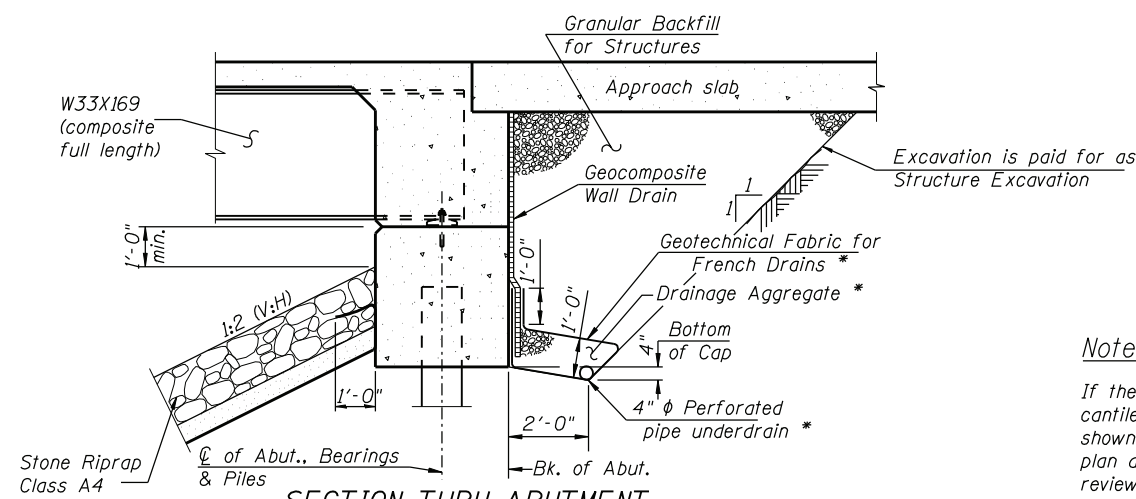 Granular Backfill
for Structures
Approach slab
W33X169
(composite
full length)
Geocomposite
Wall Drain
Excavation is paid for as
Structure Excavation
1
1
1'-0"
min.
Geotechnical Fabric for
French Drains *
1'-0"
Drainage Aggregate *
1'-0"
1:2 (V:H)
Bottom
of Cap
4"
1'-0"
4" ϕ Perforated
pipe underdrain *
2'-0"
Stone Riprap
Class A4
℄ of Abut., Bearings
& Piles
Bk. of Abut.
SECTION THRU ABUTMENT
Note
If the
cantile
shown
plan a
review